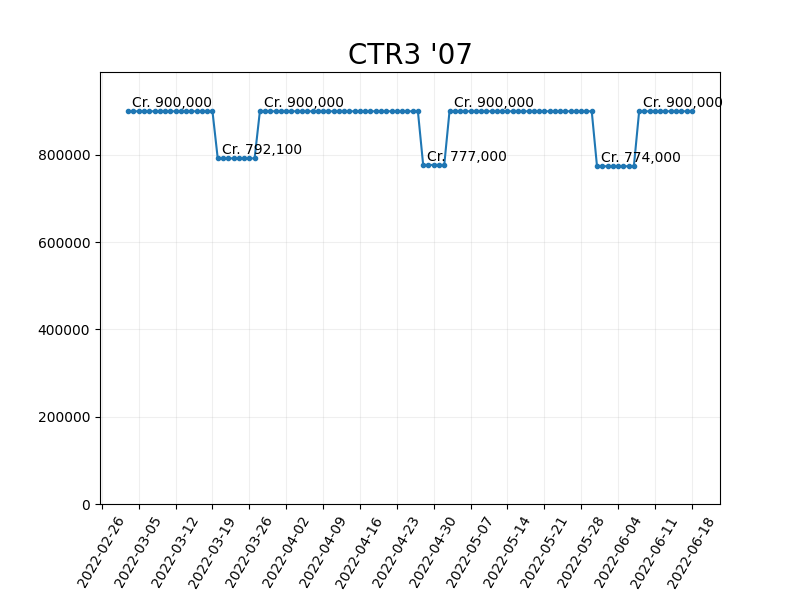 CTR3 '07
Cr. 900,000
Cr. 900,000
Cr. 900,000
Cr. 900,000
Cr. 792,100
Cr. 777,000
Cr. 774,000
800000
600000
400000
200000
0
2022-02-26
2022-03-05
2022-03-12
2022-03-19
2022-03-26
2022-04-02
2022-04-09
2022-04-16
2022-04-23
2022-04-30
2022-05-07
2022-05-14
2022-05-21
2022-05-28
2022-06-04
2022-06-11
2022-06-18